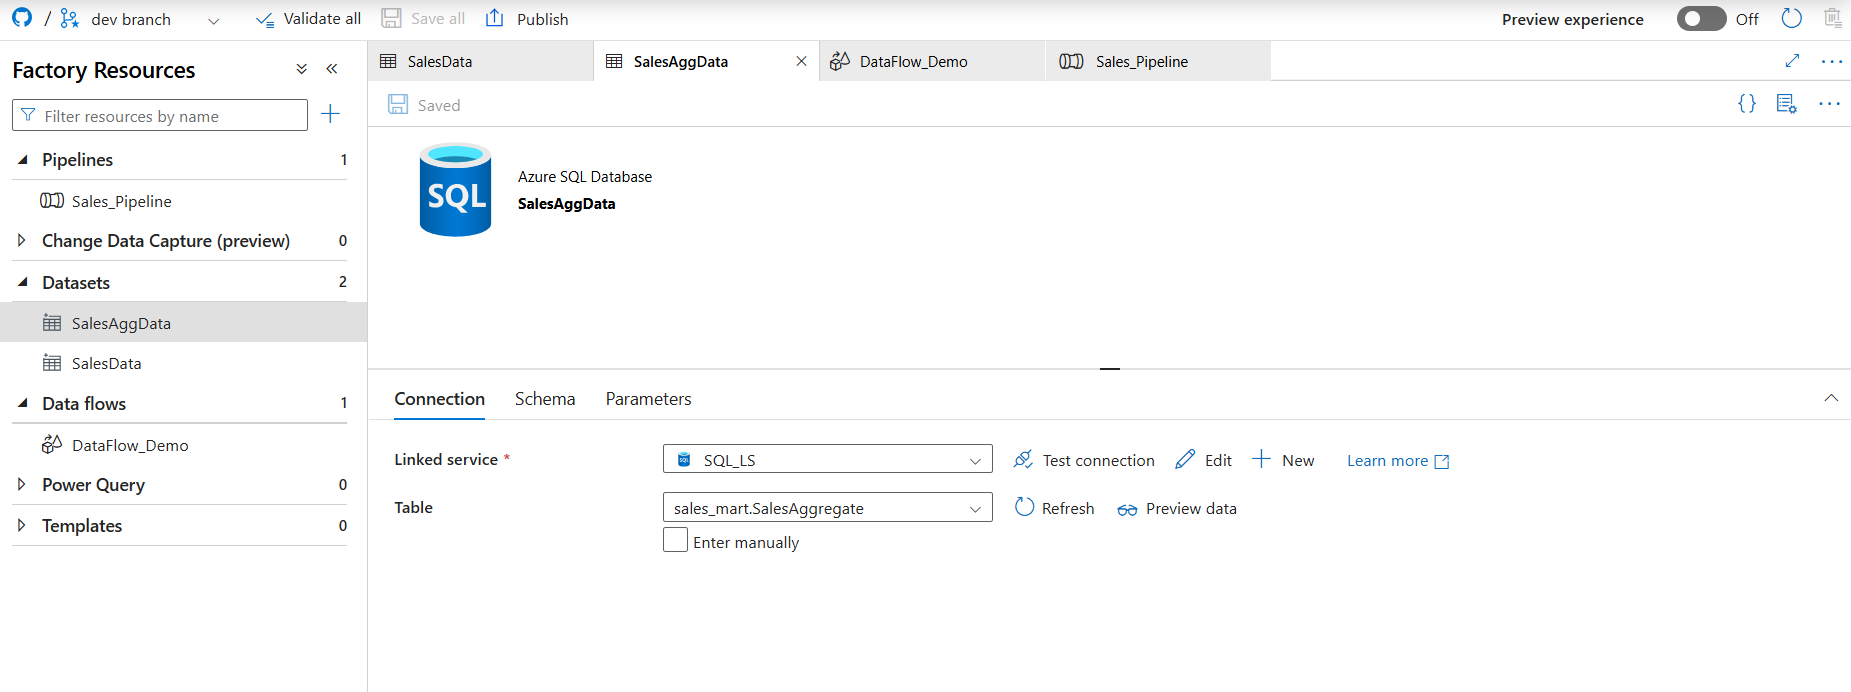 / dev branch Validate all Save all Publish Preview experience Off
Factory Resources
Filter resources by name
Pipelines 1
Sales_Pipeline
Change Data Capture (preview) 0
Datasets 2
SalesAggData
SalesData
Data flows 1
DataFlow_Demo
Power Query 0
Templates 0
SalesData SalesAggData DataFlow_Demo Sales_Pipeline
Saved {}
SQL
Azure SQL Database
SalesAggData
Connection Schema Parameters
Linked service * SQL_LS Test connection Edit New Learn more
Table sales_mart.SalesAggregate Refresh Preview data
Enter manually